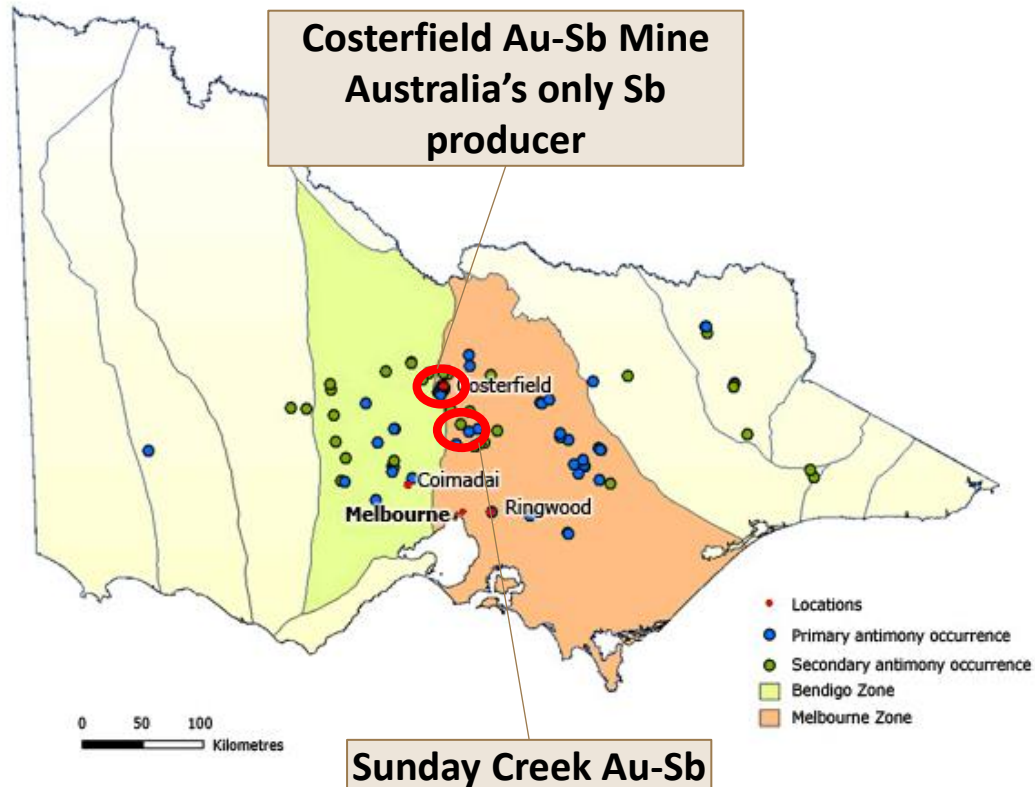 Costerfield Au-Sb Mine
Australia's only Sb
producer
Costerfield
Coimadai
Melbourne
Ringwood
Locations
Primary antimony occurrence
Secondary antimony occurrence
Bendigo Zone
Melbourne Zone
0 50 100
Kilometres
Sunday Creek Au-Sb